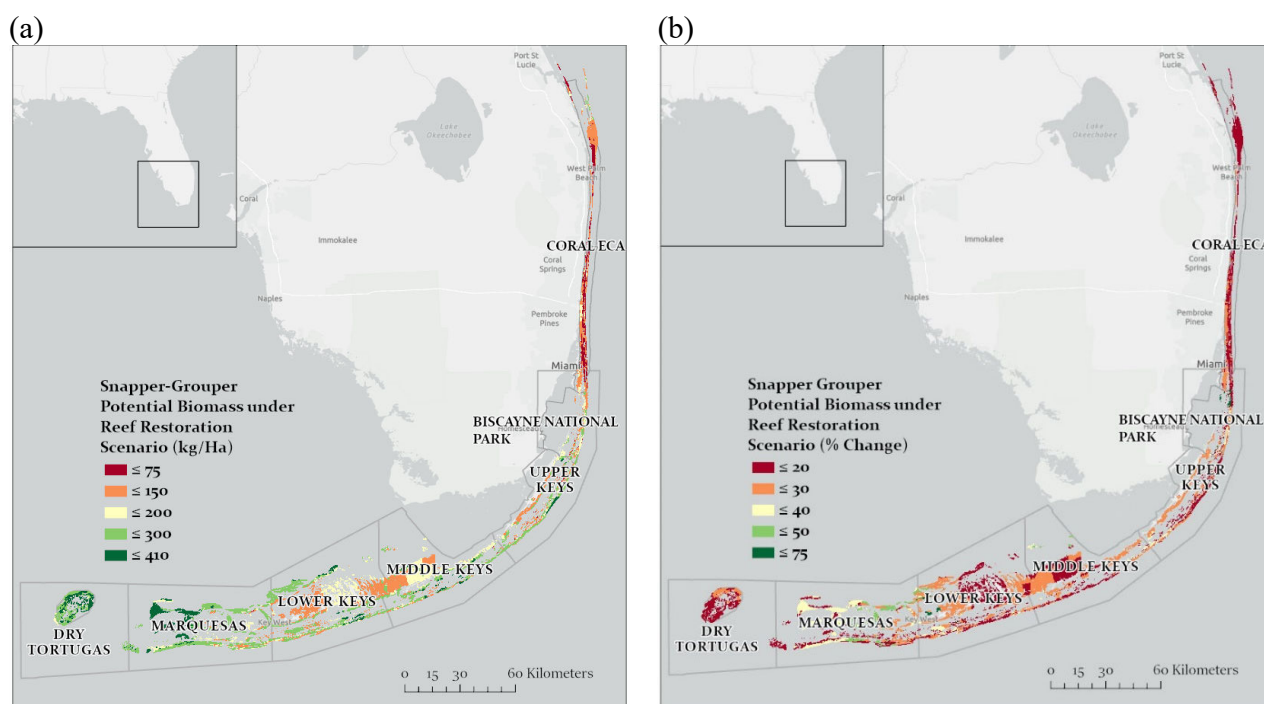 (a)
Port St
Lucie
Lake
Okeechobee
West Palm
Beach
Coral
CORAL ECA
Immokalee
Coral
Springs
Naples
Pembroke
Pines
Miami
Snapper-Grouper
Potential Biomass under
Reef Restoration
Scenario (kg/Ha)
≤ 75
≤ 150
≤ 200
≤ 300
≤ 410
BISCAYNE NATIONAL
PARK
Homestead
UPPER
KEYS
MIDDLE KEYS
LOWER KEYS
Key West
MARQUESAS
DRY
TORTUGAS
0 15 30 60 Kilometers
(b)
Port St
Lucie
Lake
Okeechobee
West Palm
Beach
Coral
CORAL ECA
Immokalee
Coral
Springs
Naples
Pembroke
Pines
Miami
Snapper Grouper
Potential Biomass under
Reef Restoration
Scenario (% Change)
≤ 20
≤ 30
≤ 40
≤ 50
≤ 75
BISCAYNE NATIONAL
PARK
Homestead
UPPER
KEYS
MIDDLE KEYS
LOWER KEYS
Key West
MARQUESAS
DRY
TORTUGAS
0 15 30 60 Kilometers